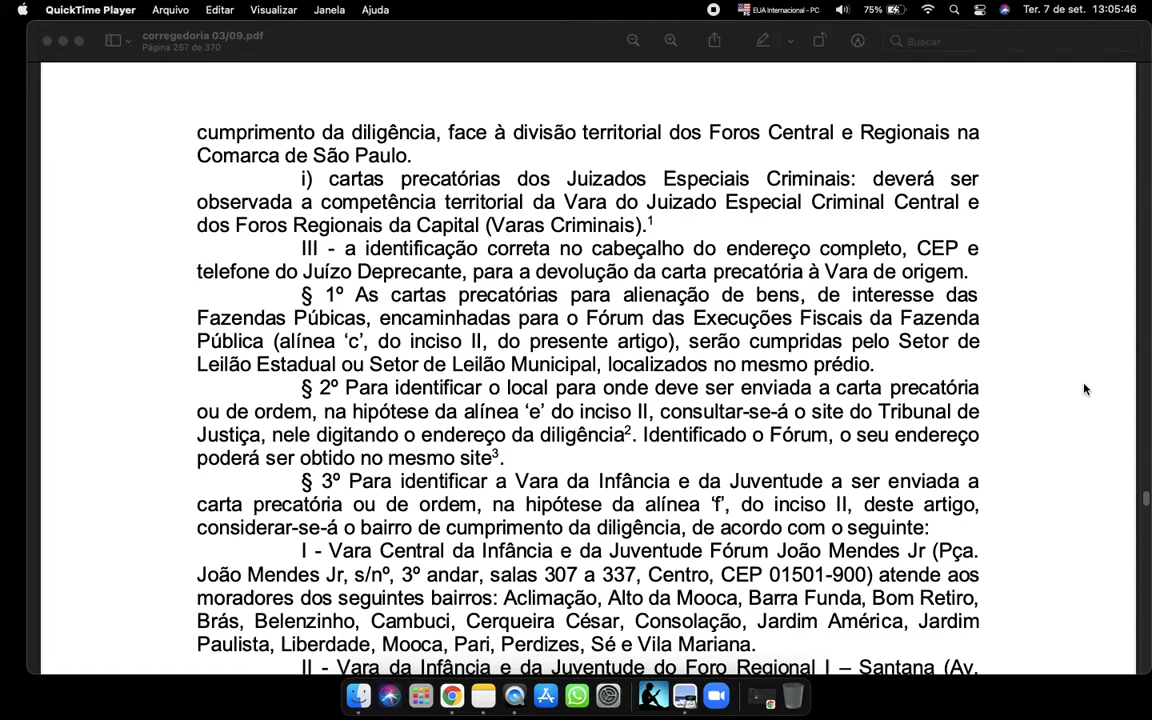 QuickTime Player Arquivo Editar Visualizar Janela Ajuda EUA Internacional - PC 75% Ter. 7 de set. 13:05:46
corregedoria 03/09.pdf
Página 267 de 370
Buscar
cumprimento da diligência, face à divisão territorial dos Foros Central e Regionais na
Comarca de São Paulo.
i) cartas precatórias dos Juizados Especiais Criminais: deverá ser
observada a competência territorial da Vara do Juizado Especial Criminal Central e
dos Foros Regionais da Capital (Varas Criminais).¹
III - a identificação correta no cabeçalho do endereço completo, CEP e
telefone do Juízo Deprecante, para a devolução da carta precatória à Vara de origem.
§ 1º As cartas precatórias para alienação de bens, de interesse das
Fazendas Púbicas, encaminhadas para o Fórum das Execuções Fiscais da Fazenda
Pública (alínea ‘c’, do inciso II, do presente artigo), serão cumpridas pelo Setor de
Leilão Estadual ou Setor de Leilão Municipal, localizados no mesmo prédio.
§ 2º Para identificar o local para onde deve ser enviada a carta precatória
ou de ordem, na hipótese da alínea ‘e’ do inciso II, consultar-se-á o site do Tribunal de
Justiça, nele digitando o endereço da diligência². Identificado o Fórum, o seu endereço
poderá ser obtido no mesmo site³.
§ 3º Para identificar a Vara da Infância e da Juventude a ser enviada a
carta precatória ou de ordem, na hipótese da alínea ‘f’, do inciso II, deste artigo,
considerar-se-á o bairro de cumprimento da diligência, de acordo com o seguinte:
I - Vara Central da Infância e da Juventude Fórum João Mendes Jr (Pça.
João Mendes Jr, s/nº, 3º andar, salas 307 a 337, Centro, CEP 01501-900) atende aos
moradores dos seguintes bairros: Aclimação, Alto da Mooca, Barra Funda, Bom Retiro,
Brás, Belenzinho, Cambuci, Cerqueira César, Consolação, Jardim América, Jardim
Paulista, Liberdade, Mooca, Pari, Perdizes, Sé e Vila Mariana.
II - Vara da Infância e da Juventude do Foro Regional I – Santana (Av.